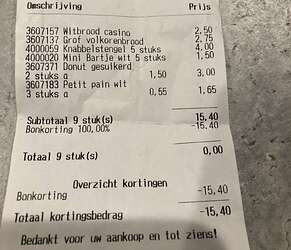 Omschrijving Prijs
3607157 Witbrood casino 2,50
3607137 Grof volkorenbrood 2,75
4000059 Knabbelstengel 5 stuks 4,00
4000020 Mini Bartje wit 5 stuks 1,50
3607371 Donut gesuikerd
2 stuks a 1,50 3,00
3607183 Petit pain wit
3 stuks a 0,55 1,65
Subtotaal 9 stuk(s) 15,40
Bonkorting 100,00% -15,40
Totaal 9 stuk(s) 0,00
Overzicht kortingen
Bonkorting -15,40
Totaal kortingsbedrag -15,40
Bedankt voor uw aankoop en tot ziens!